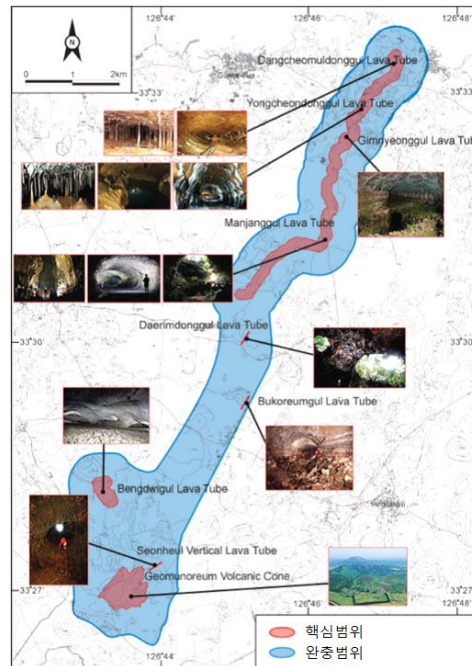 126°44'
126°46'
126°48'
N
0 1 2km
Dangcheomuldonggul Lava Tube
33°33'
33°33'
Yongcheondonggul Lava Tube
Gimnyeonggul Lava Tube
Manjanggul Lava Tube
Daerimdonggul Lava Tube
33°30'
33°30'
Bukoreumgul Lava Tube
Bengdwigul Lava Tube
Seonheul Vertical Lava Tube
Geomunoreum Volcanic Cone
33°27'
33°27'
핵심범위
완충범위
126°44'
126°46'
126°48'